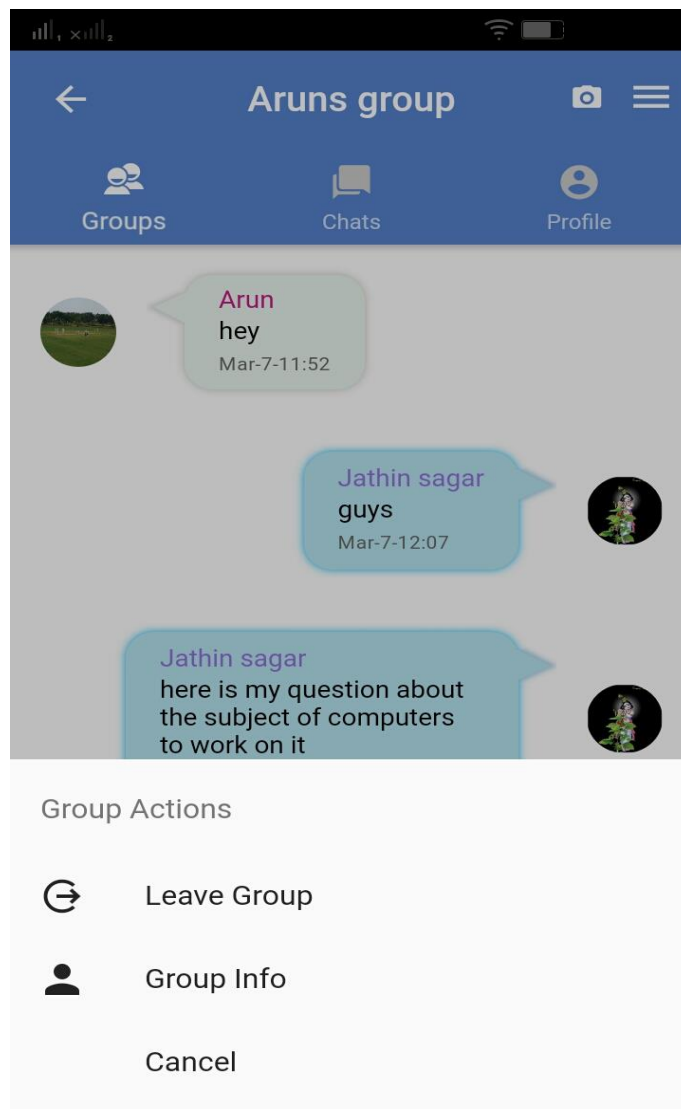 1 x 2
Aruns group
Groups Chats Profile
Arun
hey
Mar-7-11:52
Jathin sagar
guys
Mar-7-12:07
Jathin sagar
here is my question about
the subject of computers
to work on it
Group Actions
Leave Group
Group Info
Cancel